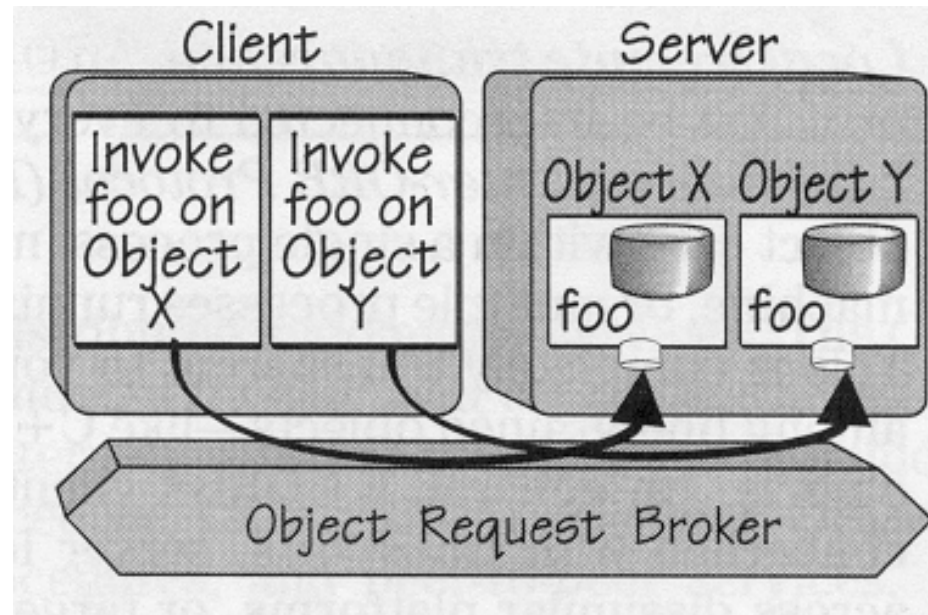 Client
Server
Invoke
foo on
Object
X
Invoke
foo on
Object
Y
Object X
foo
Object Y
foo
Object Request Broker